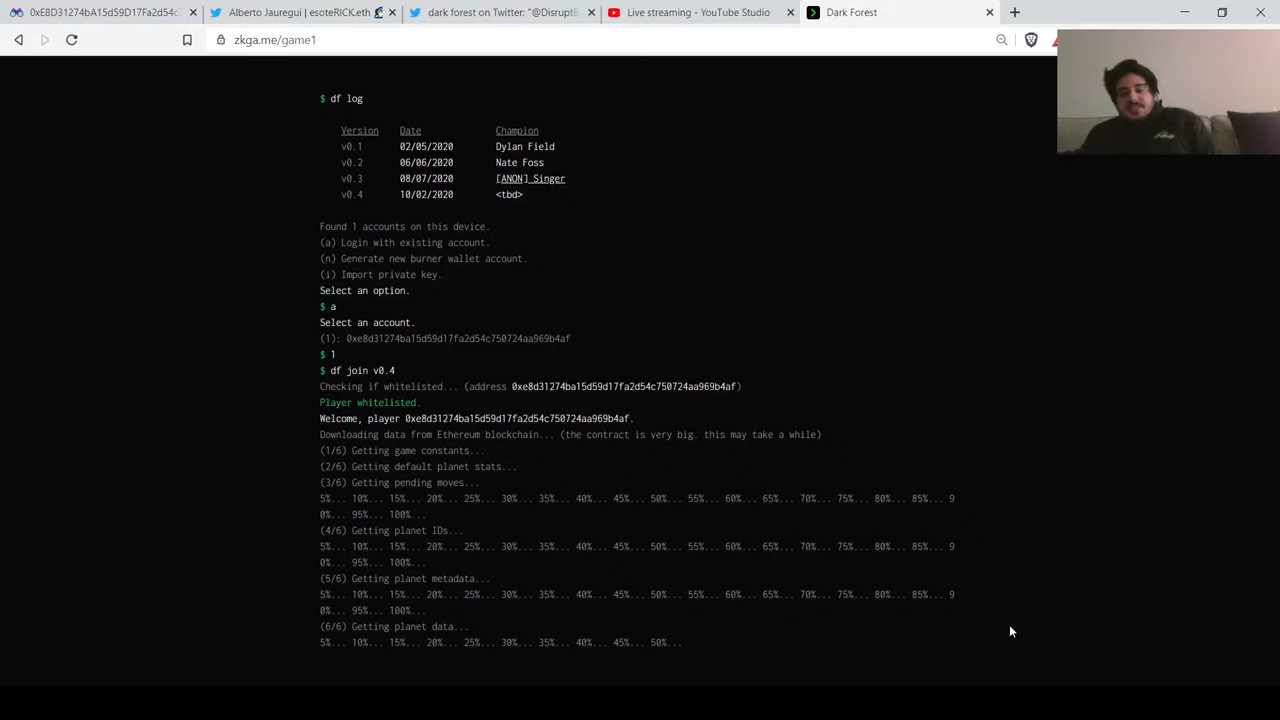 0xE8D31274bA15d59D17Fa2d54c
Alberto Jauregui | esoteRICK.eth
dark forest on Twitter: "@DisruptB
Live streaming - YouTube Studio
Dark Forest
zkga.me/game1
$ df log
Version Date Champion
v0.1 02/05/2020 Dylan Field
v0.2 06/06/2020 Nate Foss
v0.3 08/07/2020 [ANON] Singer
v0.4 10/02/2020 <tbd>
Found 1 accounts on this device.
(a) Login with existing account.
(n) Generate new burner wallet account.
(i) Import private key.
Select an option.
$ a
Select an account.
(1): 0xe8d31274ba15d59d17fa2d54c750724aa969b4af
$ 1
$ df join v0.4
Checking if whitelisted... (address 0xe8d31274ba15d59d17fa2d54c750724aa969b4af)
Player whitelisted.
Welcome, player 0xe8d31274ba15d59d17fa2d54c750724aa969b4af.
Downloading data from Ethereum blockchain... (the contract is very big. this may take a while)
(1/6) Getting game constants...
(2/6) Getting default planet stats...
(3/6) Getting pending moves...
5%... 10%... 15%... 20%... 25%... 30%... 35%... 40%... 45%... 50%... 55%... 60%... 65%... 70%... 75%... 80%... 85%... 9
0%... 95%... 100%...
(4/6) Getting planet IDs...
5%... 10%... 15%... 20%... 25%... 30%... 35%... 40%... 45%... 50%... 55%... 60%... 65%... 70%... 75%... 80%... 85%... 9
0%... 95%... 100%...
(5/6) Getting planet metadata...
5%... 10%... 15%... 20%... 25%... 30%... 35%... 40%... 45%... 50%... 55%... 60%... 65%... 70%... 75%... 80%... 85%... 9
0%... 95%... 100%...
(6/6) Getting planet data...
5%... 10%... 15%... 20%... 25%... 30%... 35%... 40%... 45%... 50%...